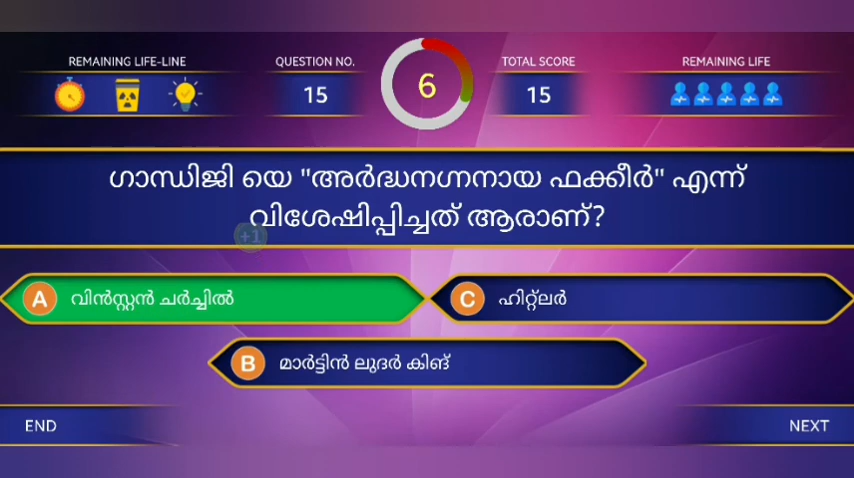 REMAINING LIFE-LINE
QUESTION NO.
15
6
TOTAL SCORE
15
REMAINING LIFE
ഗാന്ധിജി യെ "അർദ്ധനഗ്നനായ ഫക്കീർ" എന്ന്
വിശേഷിപ്പിച്ചത് ആരാണ്?
+1
A വിൻസ്റ്റൻ ചർച്ചിൽ
C ഹിറ്റ്ലർ
B മാർട്ടിൻ ലുദർ കിങ്
END
NEXT